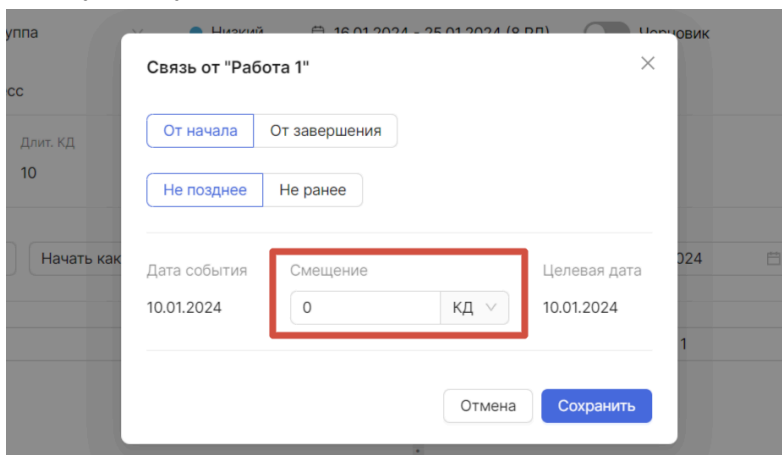 Низкий 16.01.2024 - 25.01.2024 (8 РД) Черновик
Связь от "Работа 1"
Длит. КД
10
От начала От завершения
Не позднее Не ранее
Начать как
Дата события Смещение Целевая дата
10.01.2024 0 КД 10.01.2024
1
Отмена Сохранить